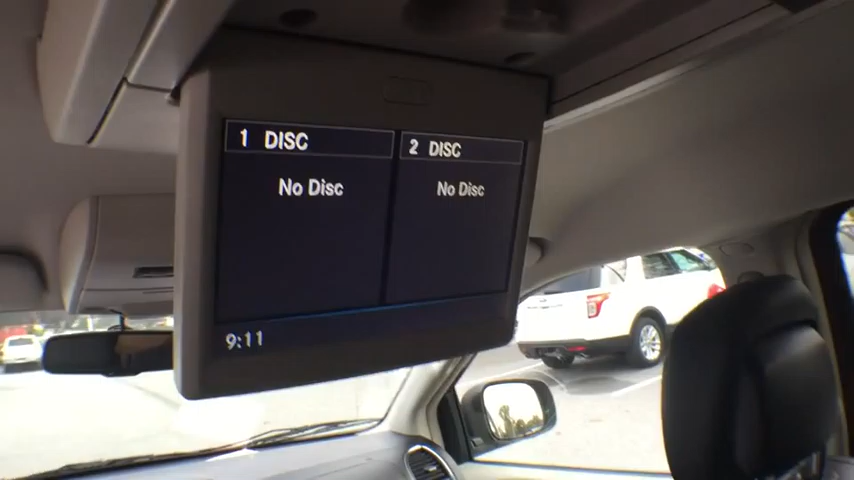 1 DISC
2 DISC
No Disc
No Disc
9:11